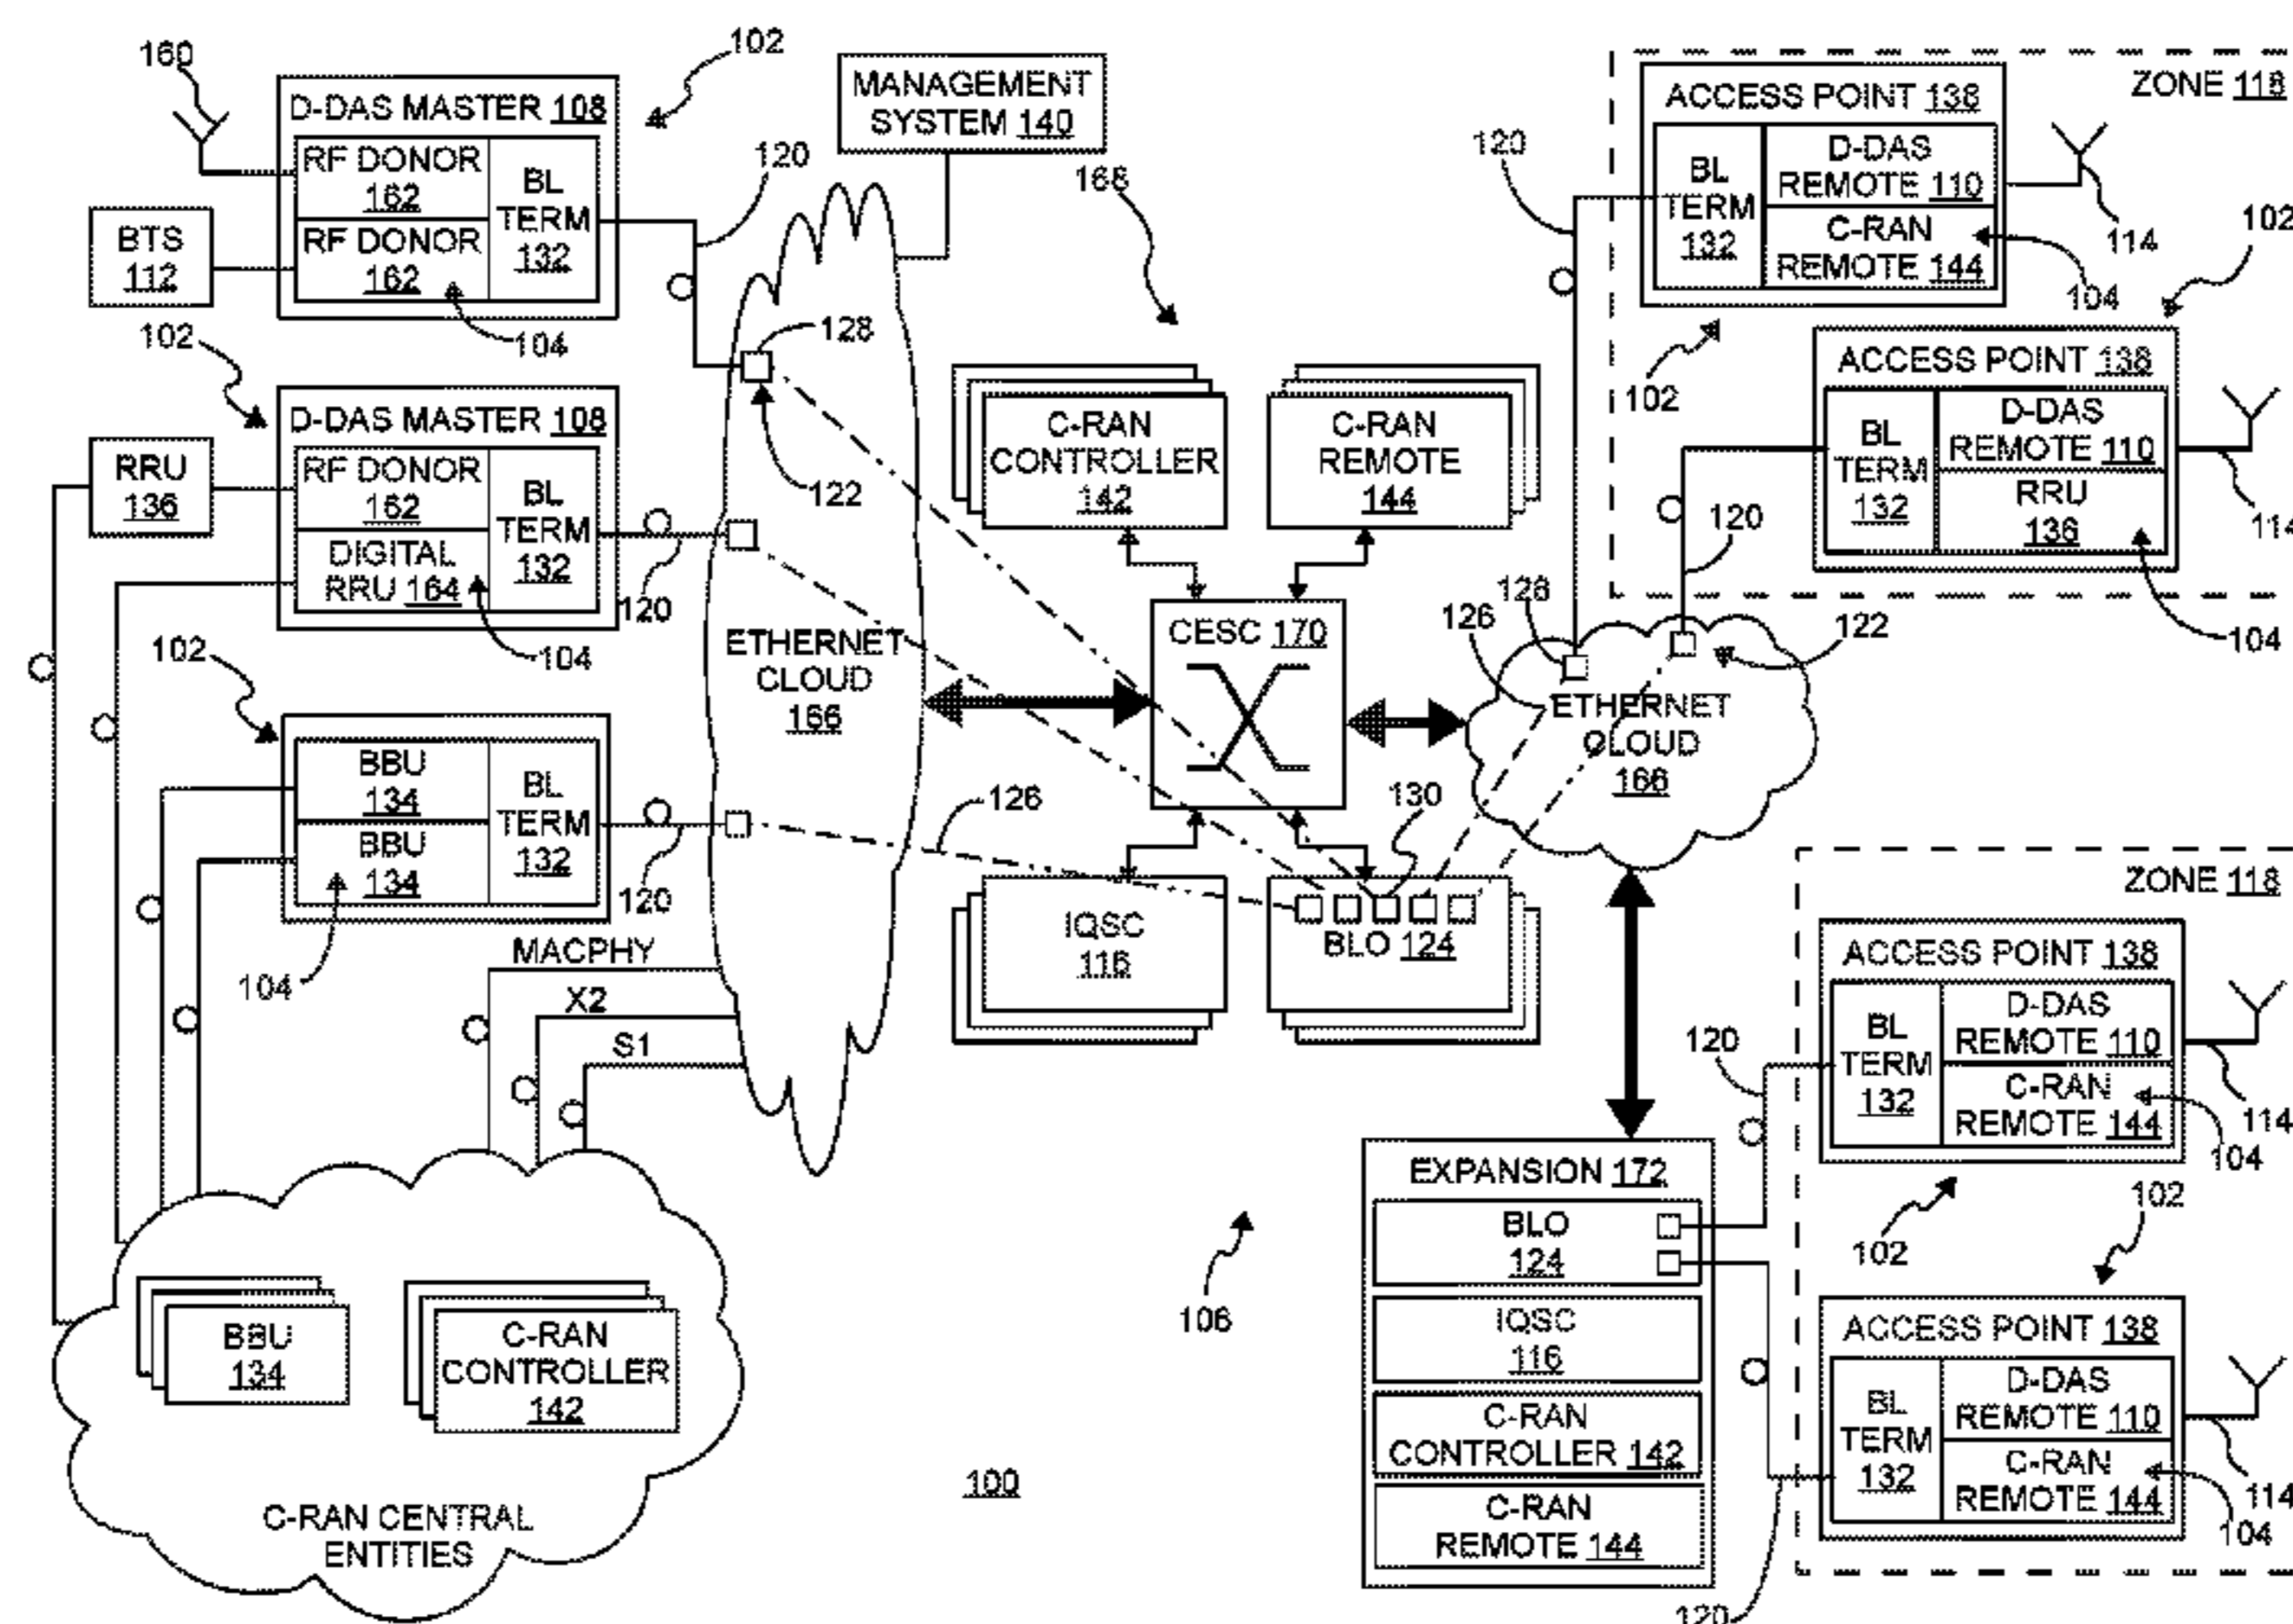 160
102
D-DAS MASTER 108
RF DONOR
162
RF DONOR
162
BL
TERM
132
BTS
112
104
120
MANAGEMENT
SYSTEM 140
168
128
122
102
D-DAS MASTER 108
RF DONOR
162
DIGITAL
RRU 164
BL
TERM
132
RRU
136
104
120
ETHERNET
CLOUD
166
102
BBU
134
BBU
134
BL
TERM
132
104
120
126
MACPHY
X2
S1
BBU
134
C-RAN
CONTROLLER
142
C-RAN CENTRAL
ENTITIES
C-RAN
CONTROLLER
142
C-RAN
REMOTE
144
CESC 170
IQSC
116
130
BLO 124
106
100
ZONE 118
ACCESS POINT 138
BL
TERM
132
D-DAS
REMOTE 110
C-RAN
REMOTE 144
120
114
104
102
102
ACCESS POINT 138
BL
TERM
132
D-DAS
REMOTE 110
RRU
136
120
114
104
126
128
122
ETHERNET
CLOUD
166
ZONE 118
ACCESS POINT 138
BL
TERM
132
D-DAS
REMOTE 110
C-RAN
REMOTE 144
120
114
104
102
102
EXPANSION 172
BLO
124
IQSC
116
C-RAN
CONTROLLER 142
C-RAN
REMOTE 144
ACCESS POINT 138
BL
TERM
132
D-DAS
REMOTE 110
C-RAN
REMOTE 144
114
104
120